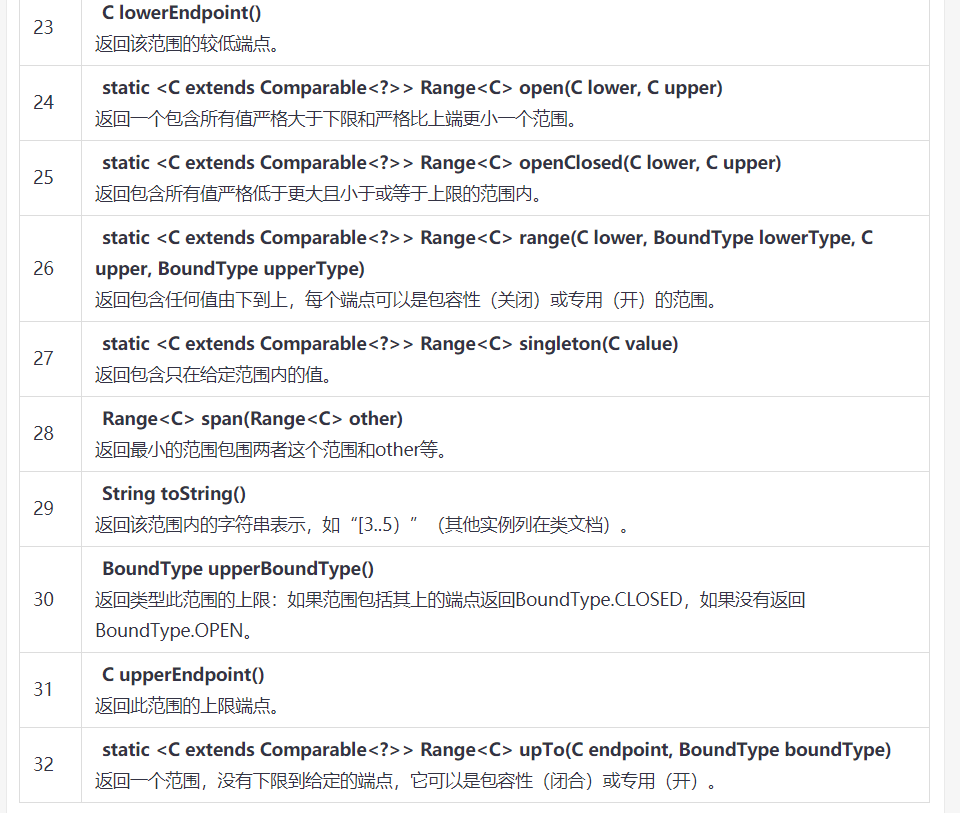 23
C lowerEndpoint()
返回该范围的较低端点。
24
static <C extends Comparable<?>> Range<C> open(C lower, C upper)
返回一个包含所有值严格大于下限和严格比上端更小一个范围。
25
static <C extends Comparable<?>> Range<C> openClosed(C lower, C upper)
返回包含所有值严格低于更大且小于或等于上限的范围内。
26
static <C extends Comparable<?>> Range<C> range(C lower, BoundType lowerType, C
upper, BoundType upperType)
返回包含任何值由下到上，每个端点可以是包容性（关闭）或专用（开）的范围。
27
static <C extends Comparable<?>> Range<C> singleton(C value)
返回包含只在给定范围内的值。
28
Range<C> span(Range<C> other)
返回最小的范围包围两者这个范围和other等。
29
String toString()
返回该范围内的字符串表示，如“[3..5）”（其他实例列在类文档）。
30
BoundType upperBoundType()
返回类型此范围的上限：如果范围包括其上的端点返回BoundType.CLOSED，如果没有返回
BoundType.OPEN。
31
C upperEndpoint()
返回此范围的上限端点。
32
static <C extends Comparable<?>> Range<C> upTo(C endpoint, BoundType boundType)
返回一个范围，没有下限到给定的端点，它可以是包容性（闭合）或专用（开）。